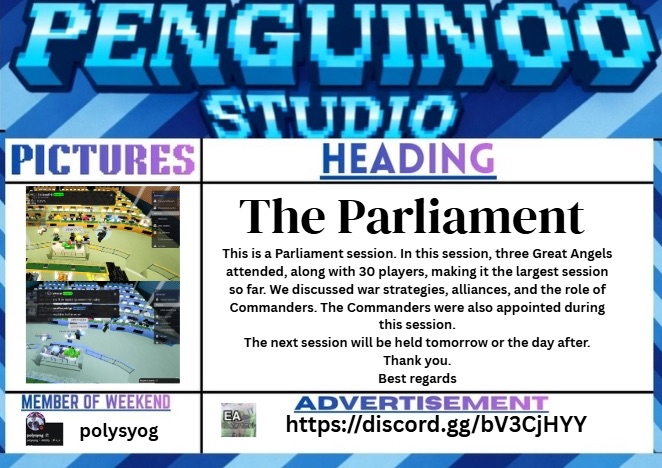 PENGUINOO
STUDIO
PICTURES
HEADING
The Parliament
This is a Parliament session. In this session, three Great Angels
attended, along with 30 players, making it the largest session
so far. We discussed war strategies, alliances, and the role of
Commanders. The Commanders were also appointed during
this session.
The next session will be held tomorrow or the day after.
Thank you.
Best regards
MEMBER OF WEEKEND
polysyog
ADVERTISEMENT
EA
https://discord.gg/bV3CjHYY